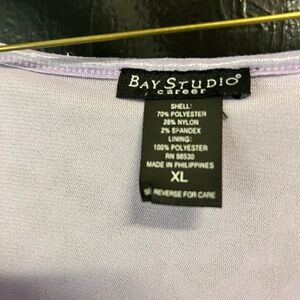 BAY STUDIO®
career
SHELL:
70% POLYESTER
28% NYLON
2% SPANDEX
LINING:
100% POLYESTER
RN 98530
MADE IN PHILIPPINES
XL
REVERSE FOR CARE